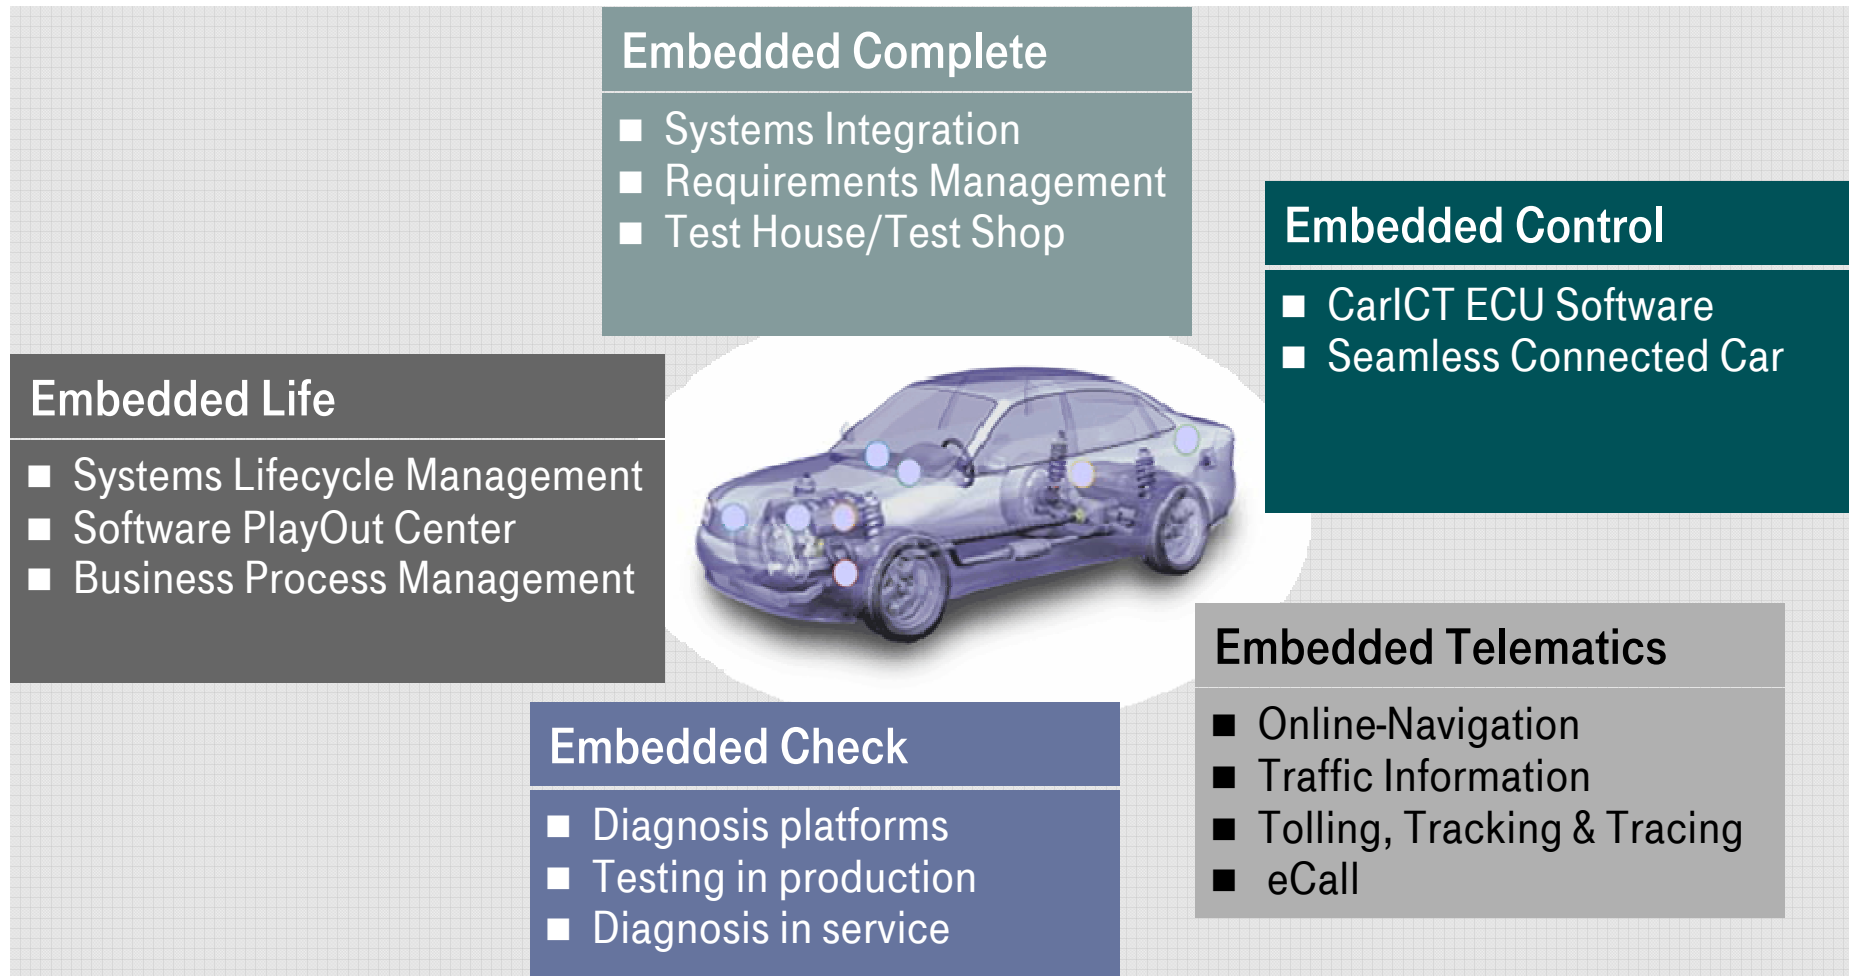 Embedded Complete
Systems Integration
Requirements Management
Test House/Test Shop
Embedded Control
CarICT ECU Software
Seamless Connected Car
Embedded Life
Systems Lifecycle Management
Software PlayOut Center
Business Process Management
Embedded Telematics
Online-Navigation
Traffic Information
Tolling, Tracking & Tracing
eCall
Embedded Check
Diagnosis platforms
Testing in production
Diagnosis in service